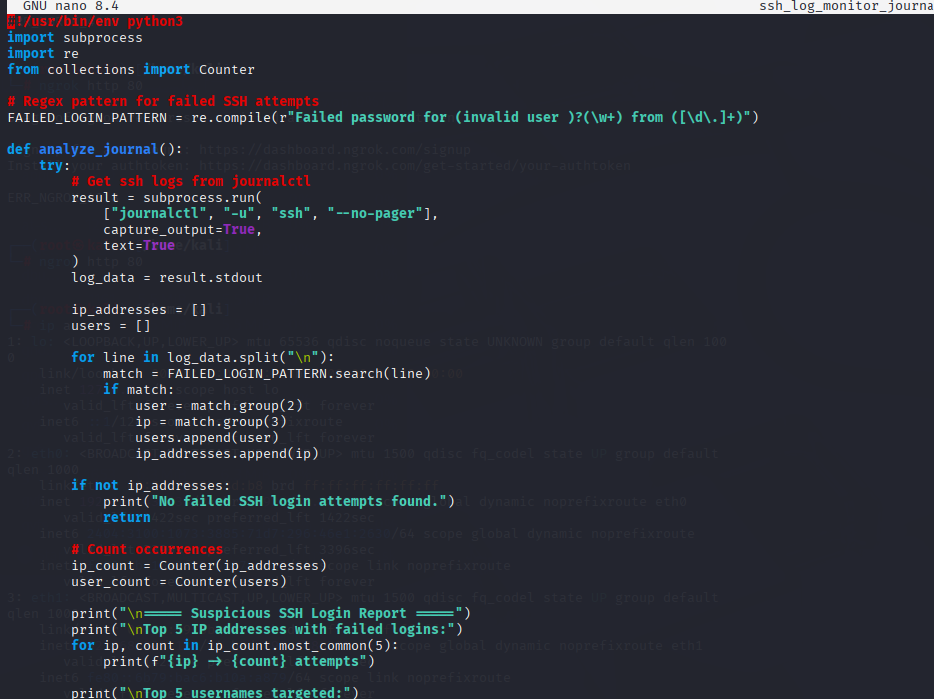 GNU nano 8.4 ssh_log_monitor_journa
#!/usr/bin/env python3
import subprocess
import re
from collections import Counter
# Regex pattern for failed SSH attempts
FAILED_LOGIN_PATTERN = re.compile(r"Failed password for (invalid user )?(\w+) from ([\d\.]+)")
def analyze_journal():
    try:
        # Get ssh logs from journalctl
        result = subprocess.run(
            ["journalctl", "-u", "ssh", "--no-pager"],
            capture_output=True,
            text=True
        )
        log_data = result.stdout
        ip_addresses = []
        users = []
        for line in log_data.split("\n"):
            match = FAILED_LOGIN_PATTERN.search(line)
            if match:
                user = match.group(2)
                ip = match.group(3)
                users.append(user)
                ip_addresses.append(ip)
        if not ip_addresses:
            print("No failed SSH login attempts found.")
            return
        # Count occurrences
        ip_count = Counter(ip_addresses)
        user_count = Counter(users)
        print("\n===== Suspicious SSH Login Report =====")
        print("\nTop 5 IP addresses with failed logins:")
        for ip, count in ip_count.most_common(5):
            print(f"{ip} → {count} attempts")
        print("\nTop 5 usernames targeted:")